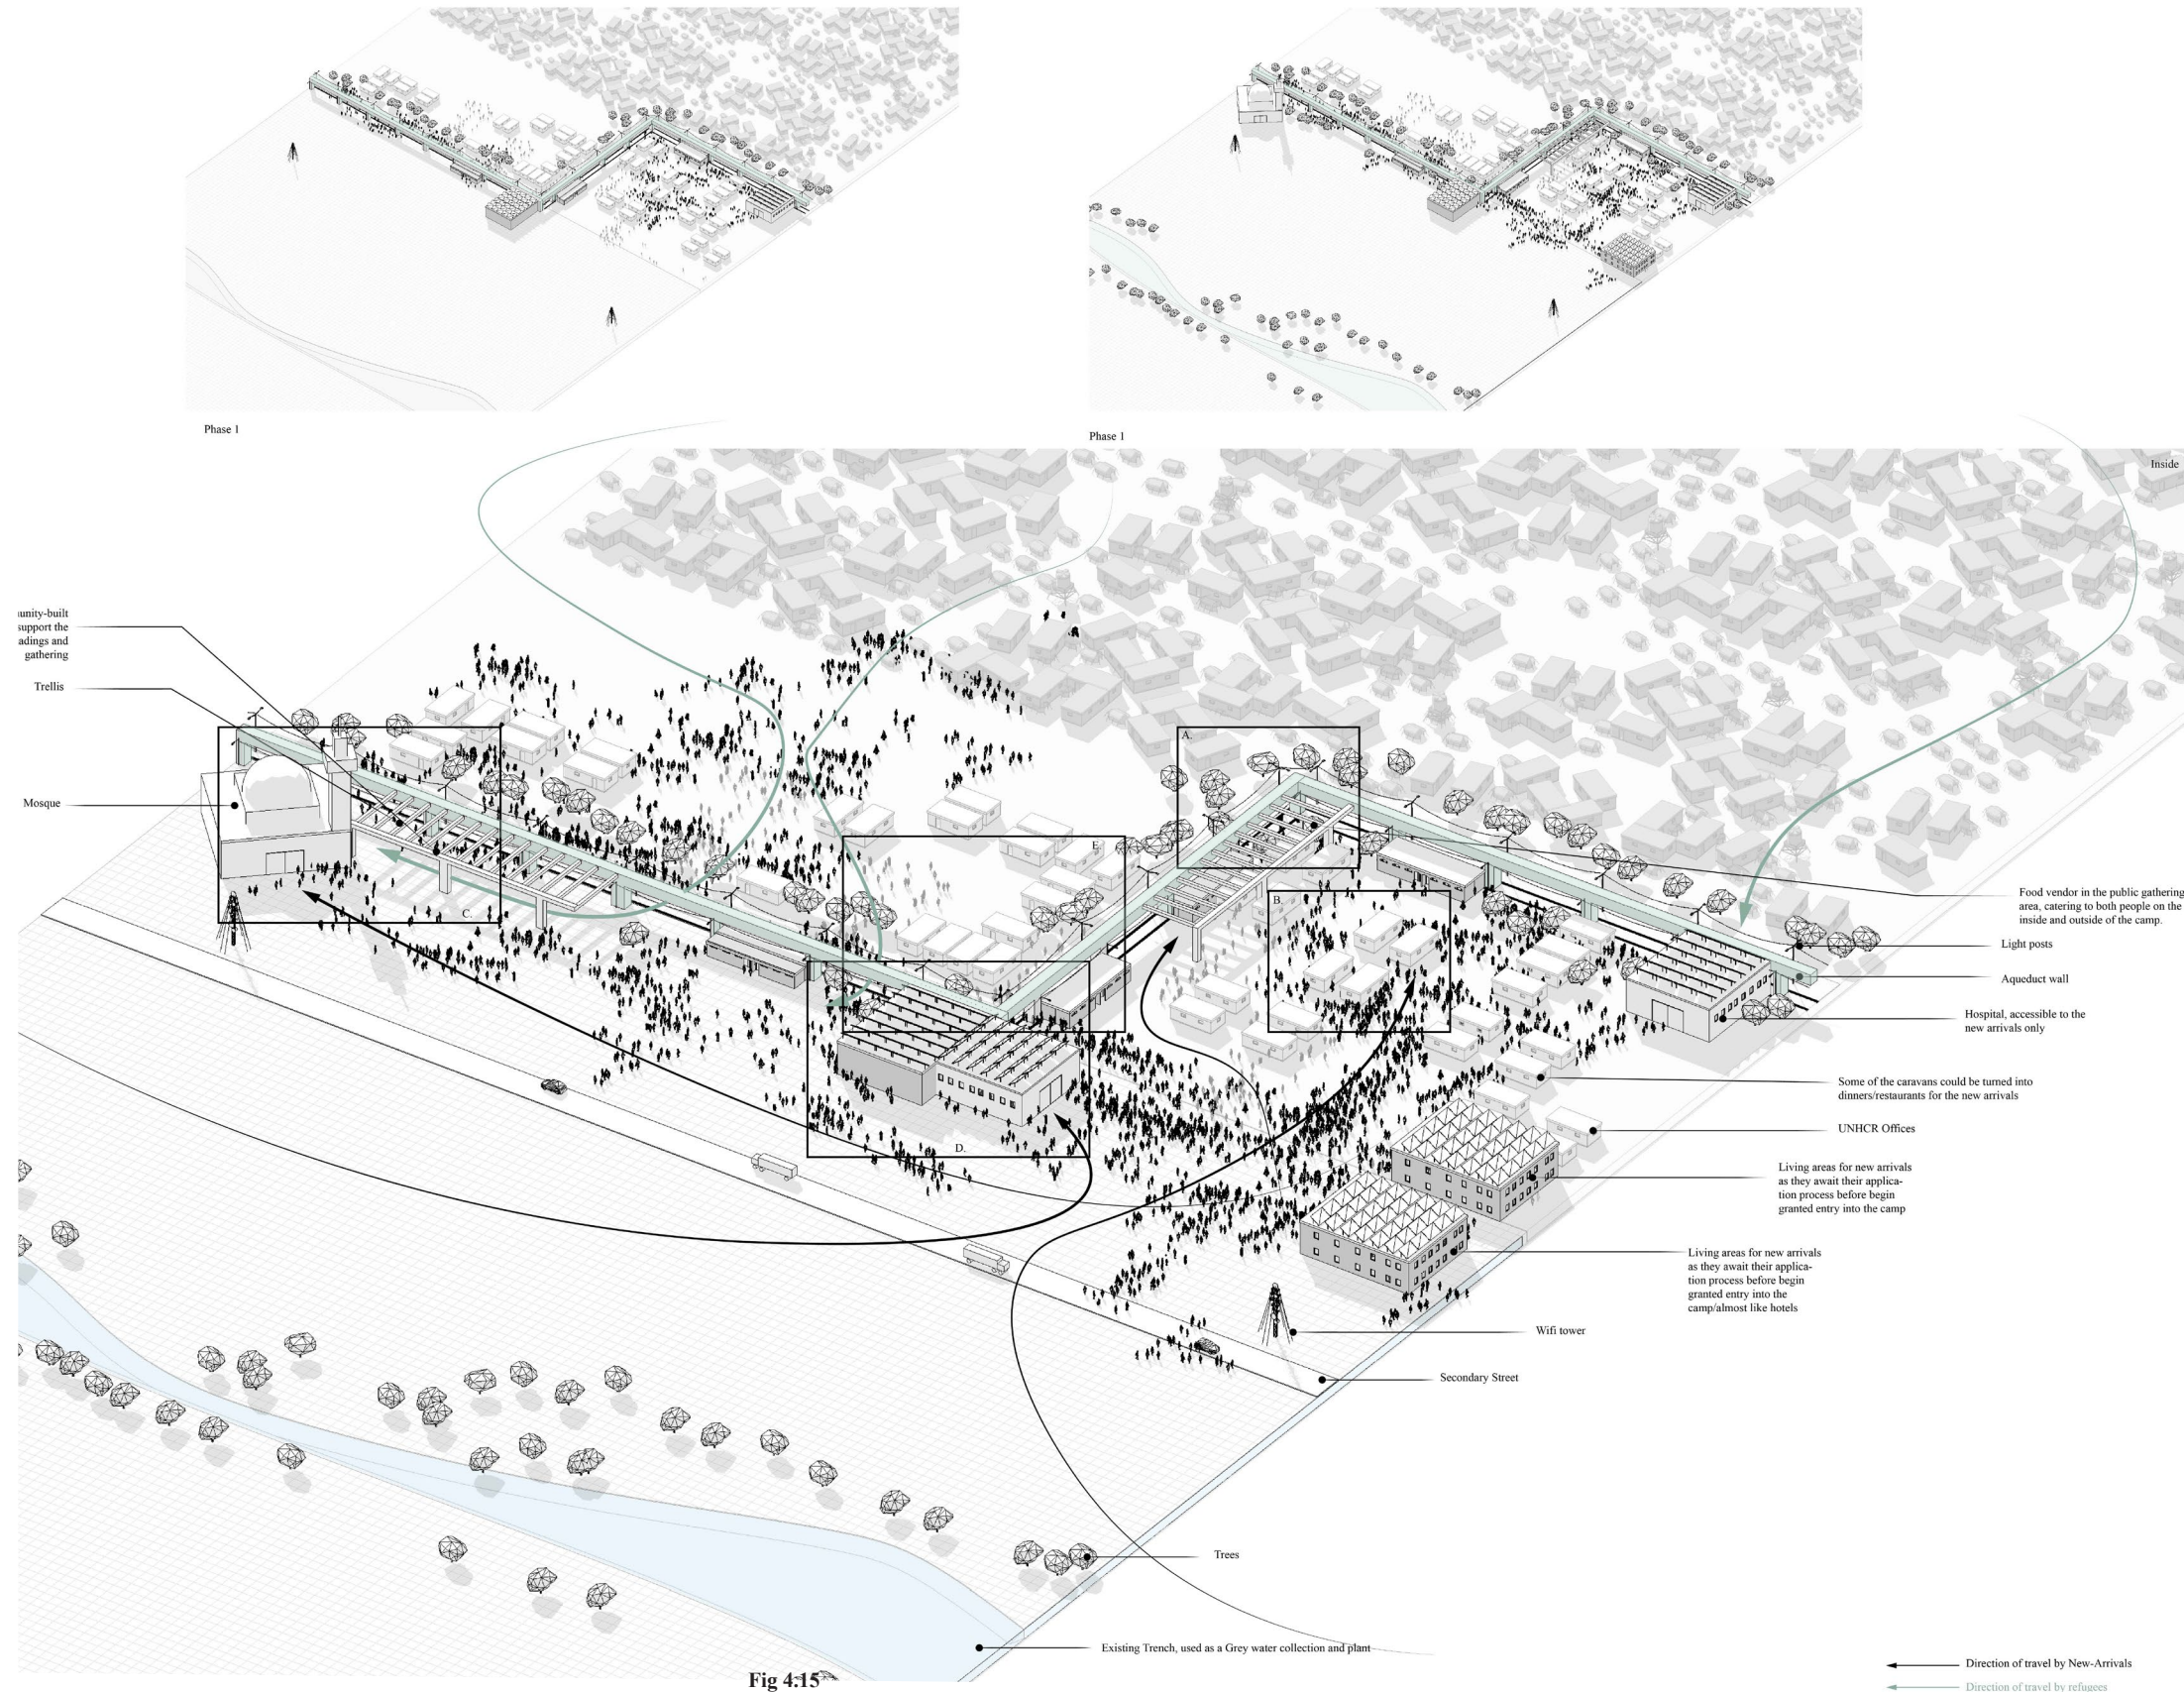 Phase 1
Phase 1
Inside
support the
gathering
Trellis
Mosque
A.
E.
B.
C.
D.
Food vendor in the public gathering
area, catering to both people on the
inside and outside of the camp.
Light posts
Aqueduct wall
Hospital, accessible to the
new arrivals only
Some of the caravans could be turned into
dinners/restaurants for the new arrivals
UNHCR Offices
Living areas for new arrivals
as they await their applica-
tion process before begin
granted entry into the camp
Living areas for new arrivals
as they await their applica-
tion process before begin
granted entry into the
camp/almost like hotels
Wifi tower
Secondary Street
Trees
Existing Trench, used as a Grey water collection and plant
Fig 4.15
Direction of travel by New-Arrivals
Direction of travel by refugees